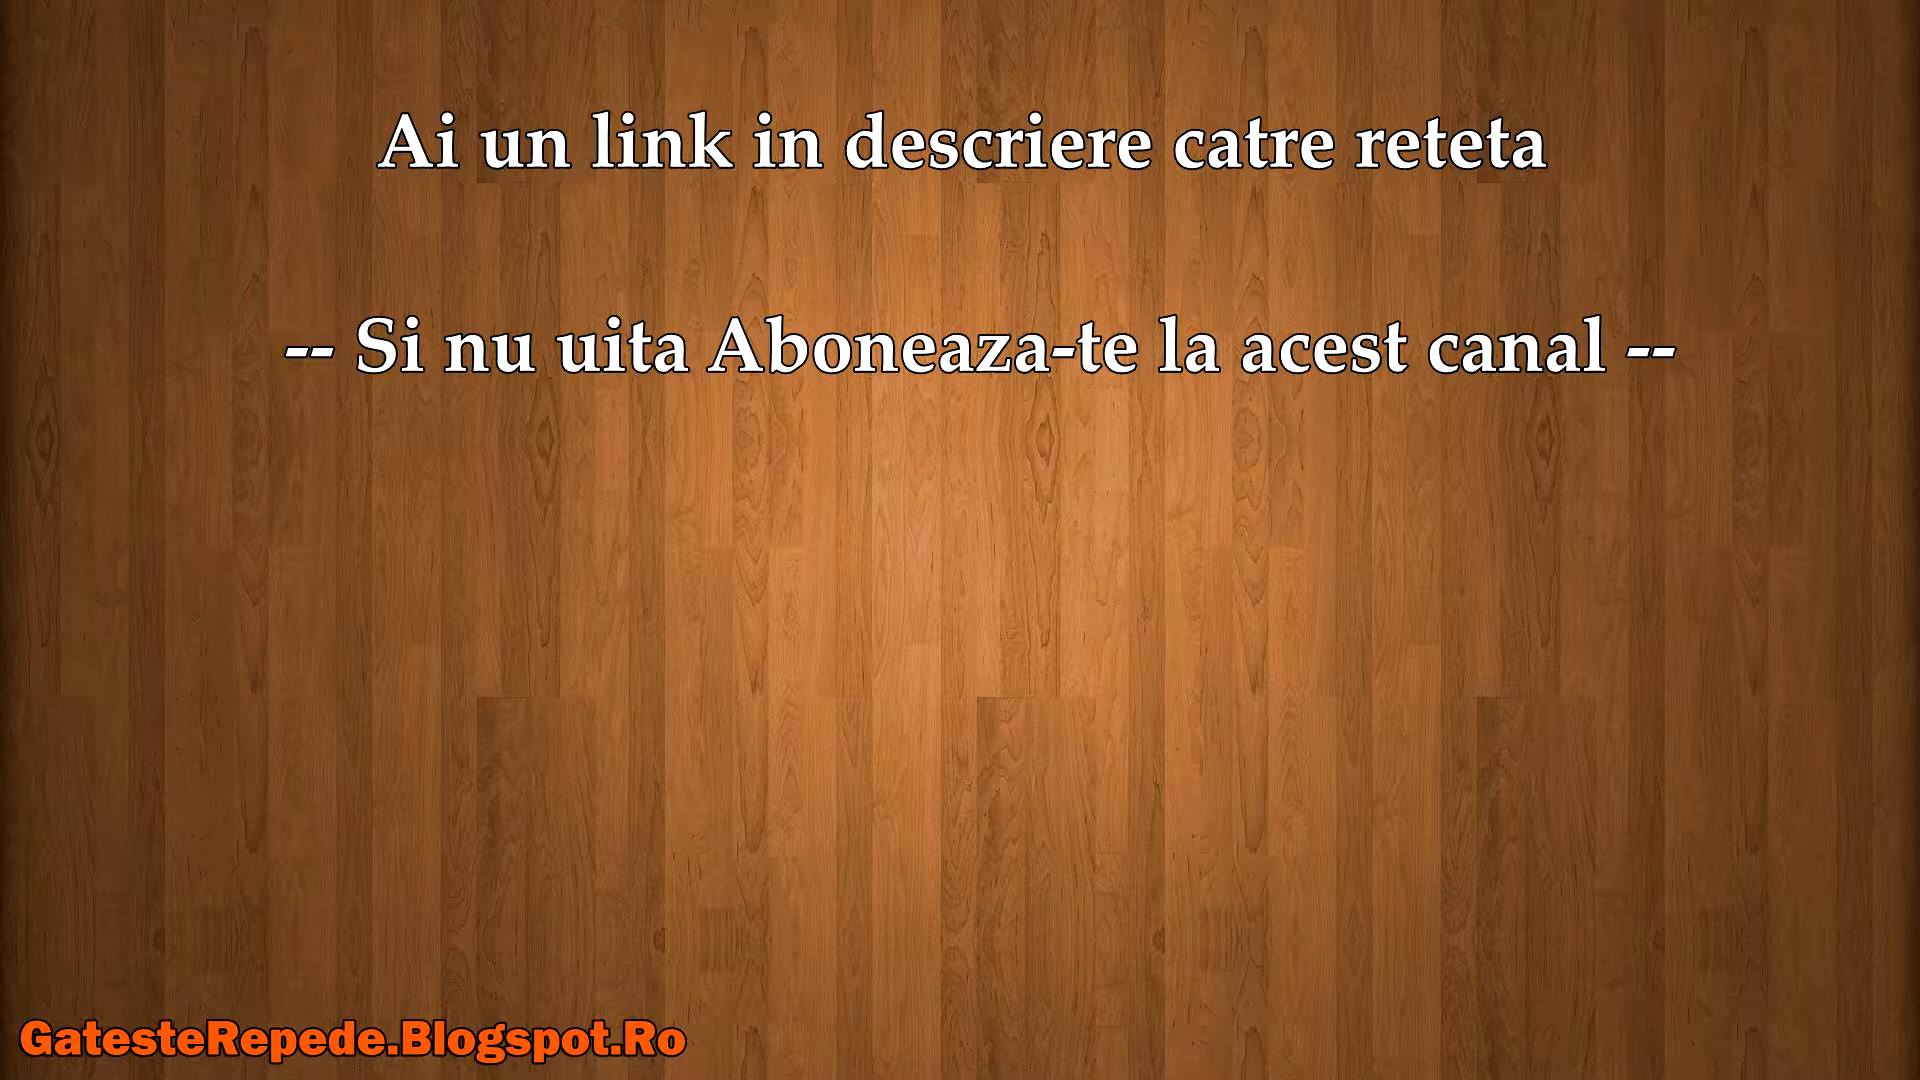 Ai un link in descriere catre reteta
-- Si nu uita Aboneaza-te la acest canal --
GatesteRepede.Blogspot.Ro